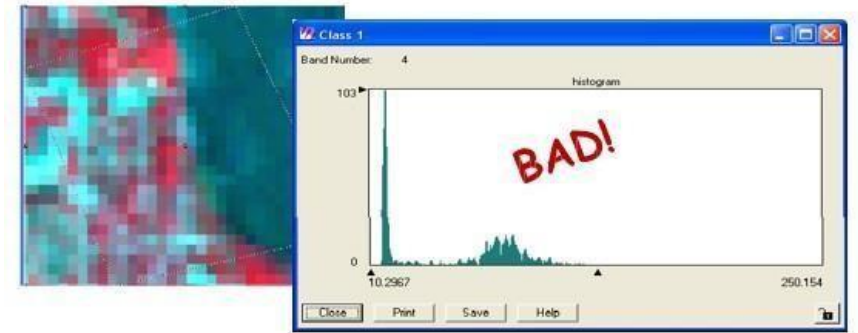 Class 1
Band Number: 4
histogram
103
BAD!
0
10.2967
250.154
Close Print Save Help